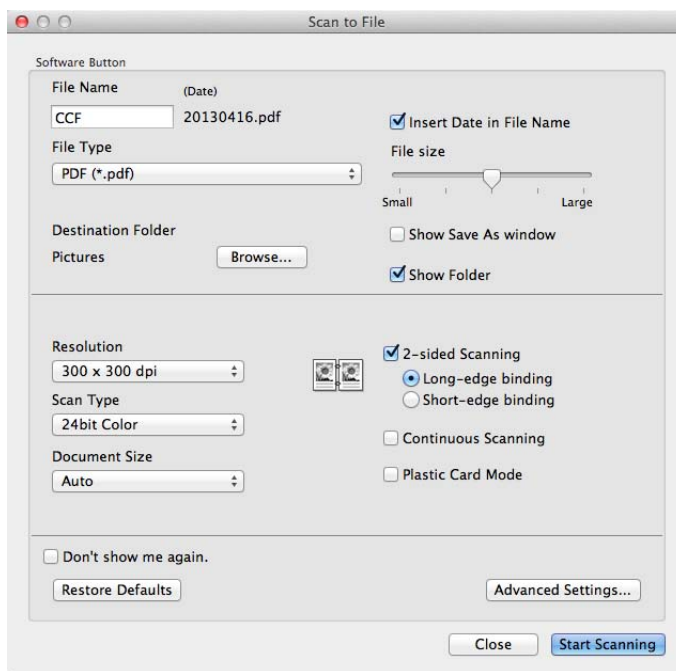 Scan to File
Software Button
File Name
(Date)
CCF
20130416.pdf
Insert Date in File Name
File Type
File size
PDF (*.pdf)
Small
Large
Destination Folder
Show Save As window
Pictures
Browse...
Show Folder
Resolution
2-sided Scanning
300 x 300 dpi
Long-edge binding
Scan Type
Short-edge binding
24bit Color
Continuous Scanning
Document Size
Plastic Card Mode
Auto
Don't show me again.
Restore Defaults
Advanced Settings...
Close
Start Scanning